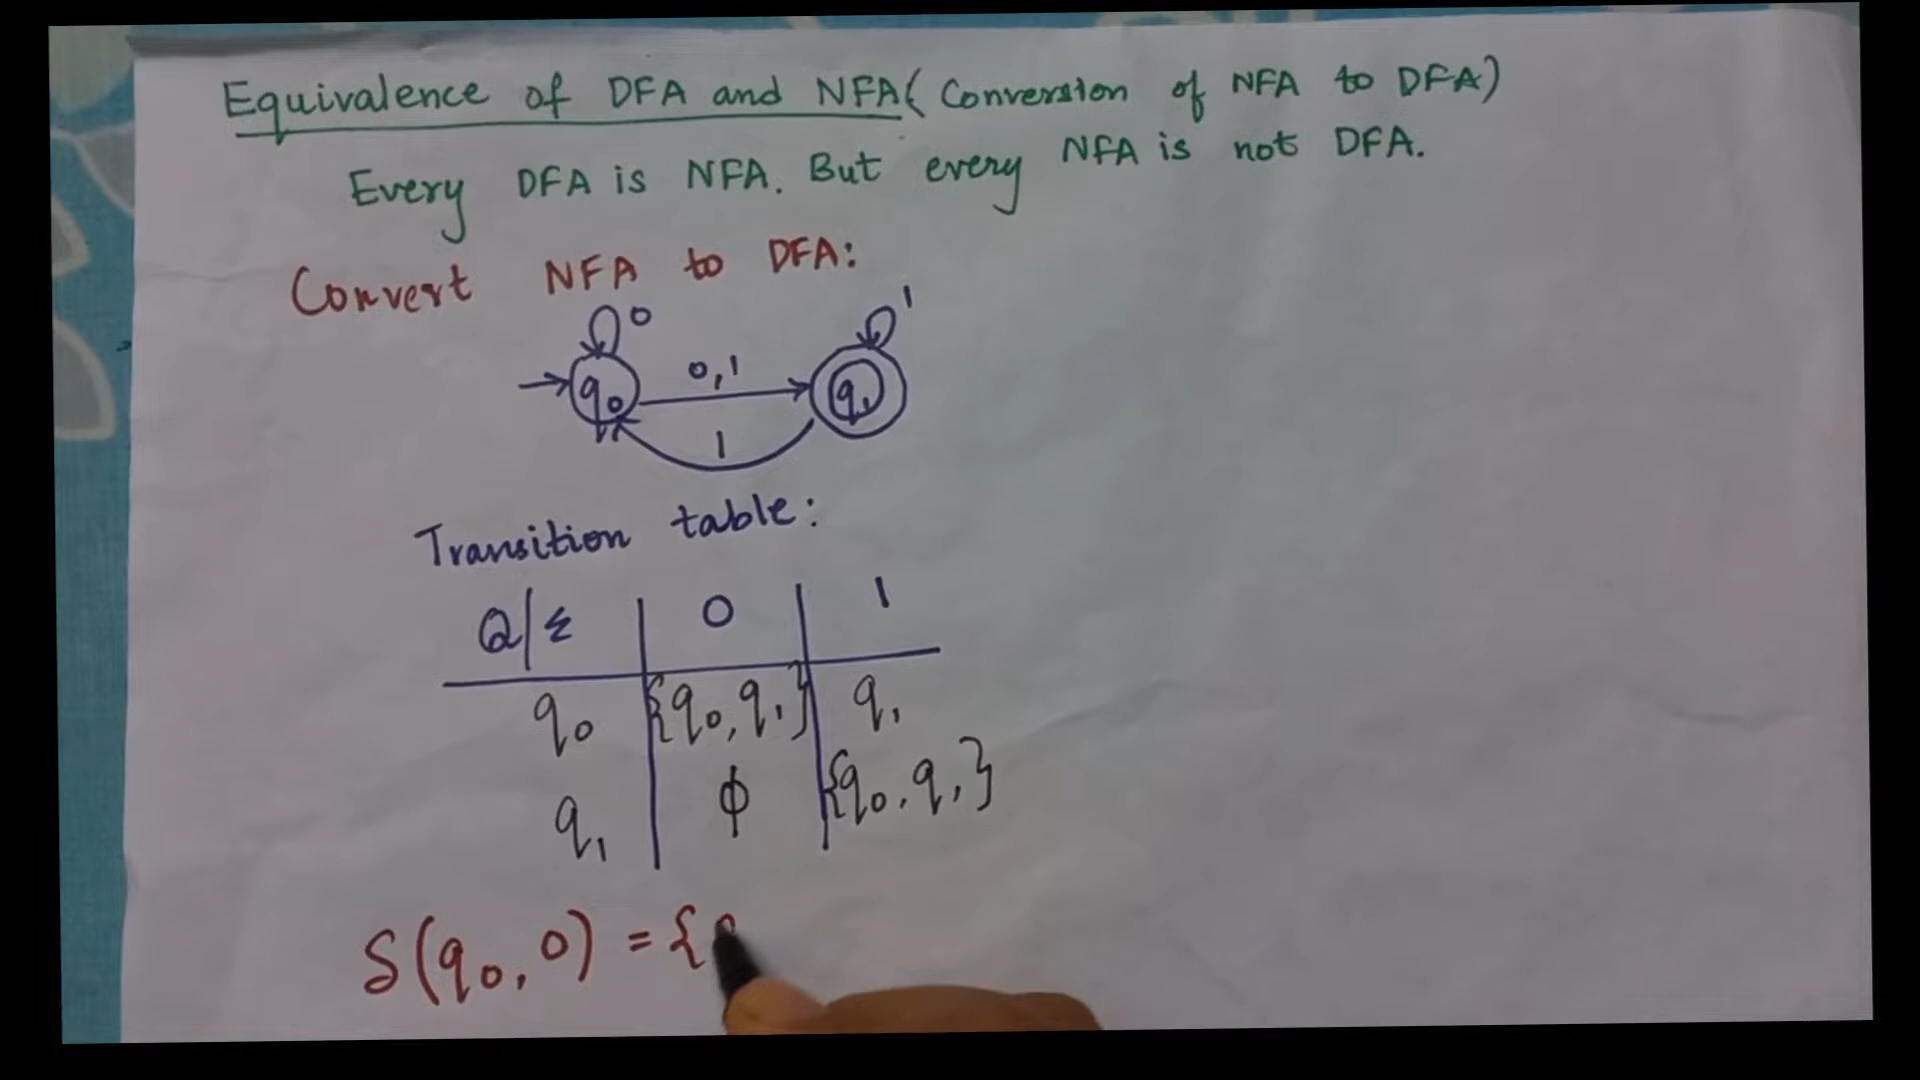 Equivalence of DFA and NFA (Conversion of NFA to DFA)
Every DFA is NFA. But every NFA is not DFA.
Convert NFA to DFA:
0 1
q0 0,1 q1
1
Transition table:
Q/Σ 0 1
q0 {q0, q1} q1
q1 ϕ {q0, q1}
δ(q0, 0) = {